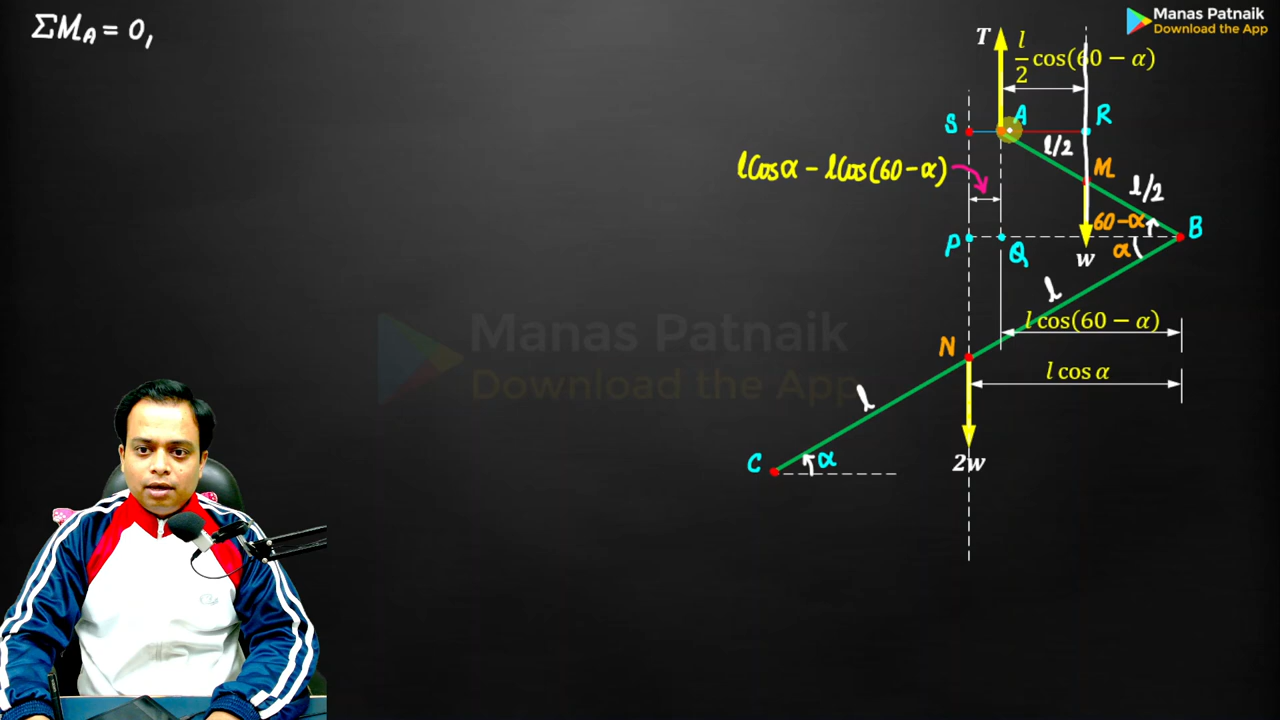 ΣM_A = 0,
Manas Patnaik
Download the App
T
l/2 cos(60 − α)
S
A
R
l/2
lcosα − lcos(60−α)
M
l/2
60−α
B
P
Q
w
α
l
l cos(60 − α)
N
l cos α
l
C
α
2w
Manas Patnaik
Download the App